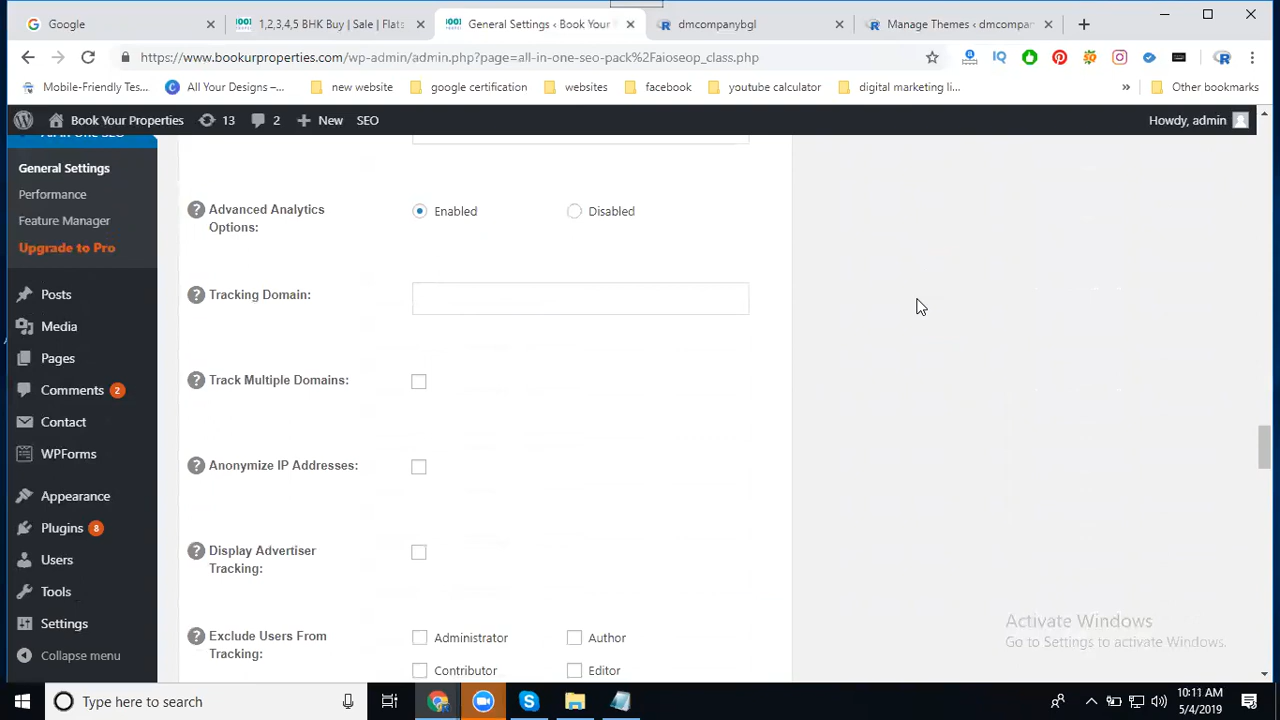 Google
1,2,3,4,5 BHK Buy | Sale | Flats
General Settings ‹ Book Your
dmcompanybgl
Manage Themes ‹ dmcompan
https://www.bookurproperties.com/wp-admin/admin.php?page=all-in-one-seo-pack%2Faioseop_class.php
Mobile-Friendly Tes...
All Your Designs –...
new website
google certification
websites
facebook
youtube calculator
digital marketing li...
»
Other bookmarks
Book Your Properties
13
2
New
SEO
Howdy, admin
All in One SEO
General Settings
Performance
Feature Manager
Upgrade to Pro
Posts
Media
Pages
Comments 2
Contact
WPForms
Appearance
Plugins 8
Users
Tools
Settings
Collapse menu
Advanced Analytics
Options:
Enabled
Disabled
Tracking Domain:
Track Multiple Domains:
Anonymize IP Addresses:
Display Advertiser
Tracking:
Exclude Users From
Tracking:
Administrator
Author
Contributor
Editor
Activate Windows
Go to Settings to activate Windows.
Type here to search
10:11 AM
5/4/2019